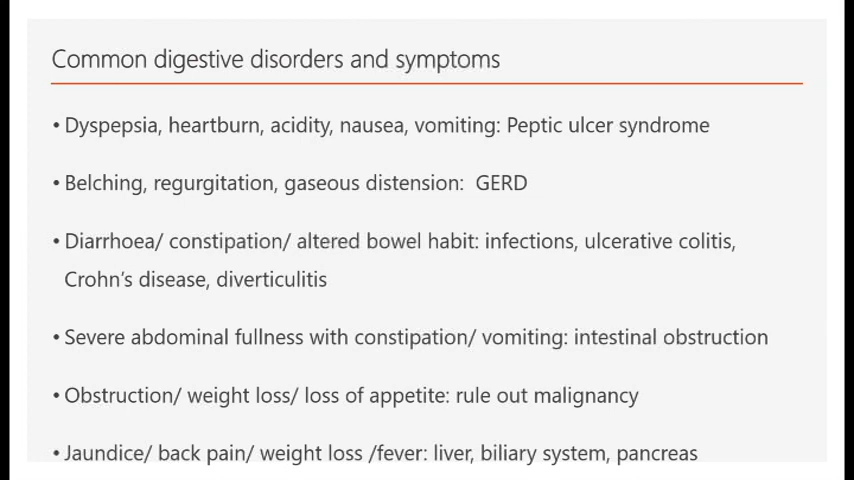 Common digestive disorders and symptoms
• Dyspepsia, heartburn, acidity, nausea, vomiting: Peptic ulcer syndrome
• Belching, regurgitation, gaseous distension:  GERD
• Diarrhoea/ constipation/ altered bowel habit: infections, ulcerative colitis,
Crohn’s disease, diverticulitis
• Severe abdominal fullness with constipation/ vomiting: intestinal obstruction
• Obstruction/ weight loss/ loss of appetite: rule out malignancy
• Jaundice/ back pain/ weight loss /fever: liver, biliary system, pancreas